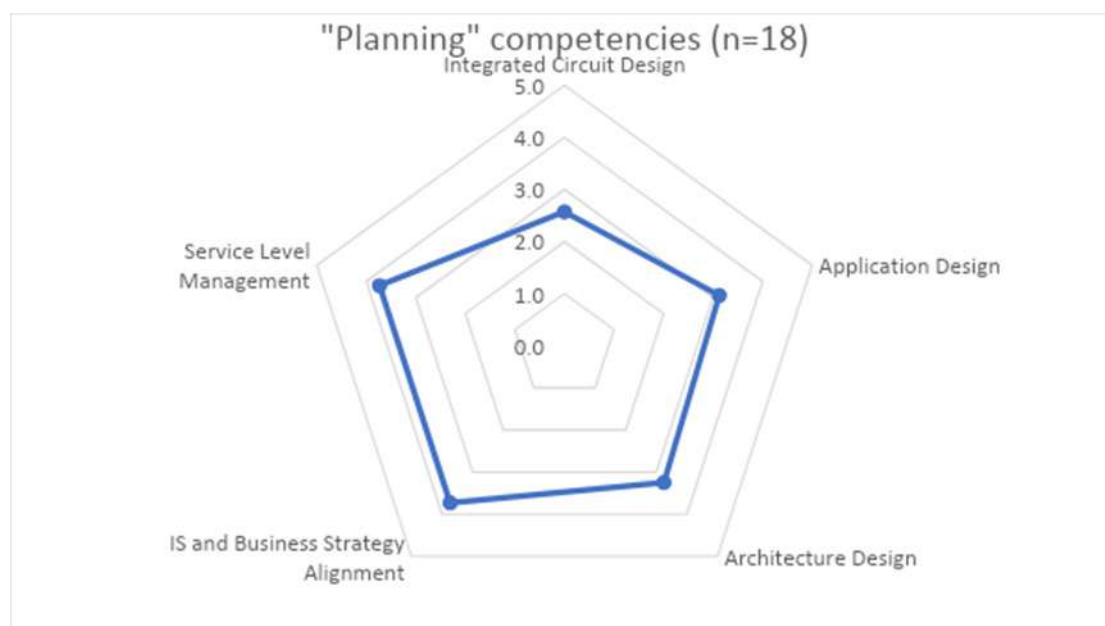 "Planning" competencies (n=18)
Integrated Circuit Design
5.0
4.0
3.0
2.0
1.0
0.0
Application Design
Architecture Design
IS and Business Strategy
Alignment
Service Level
Management